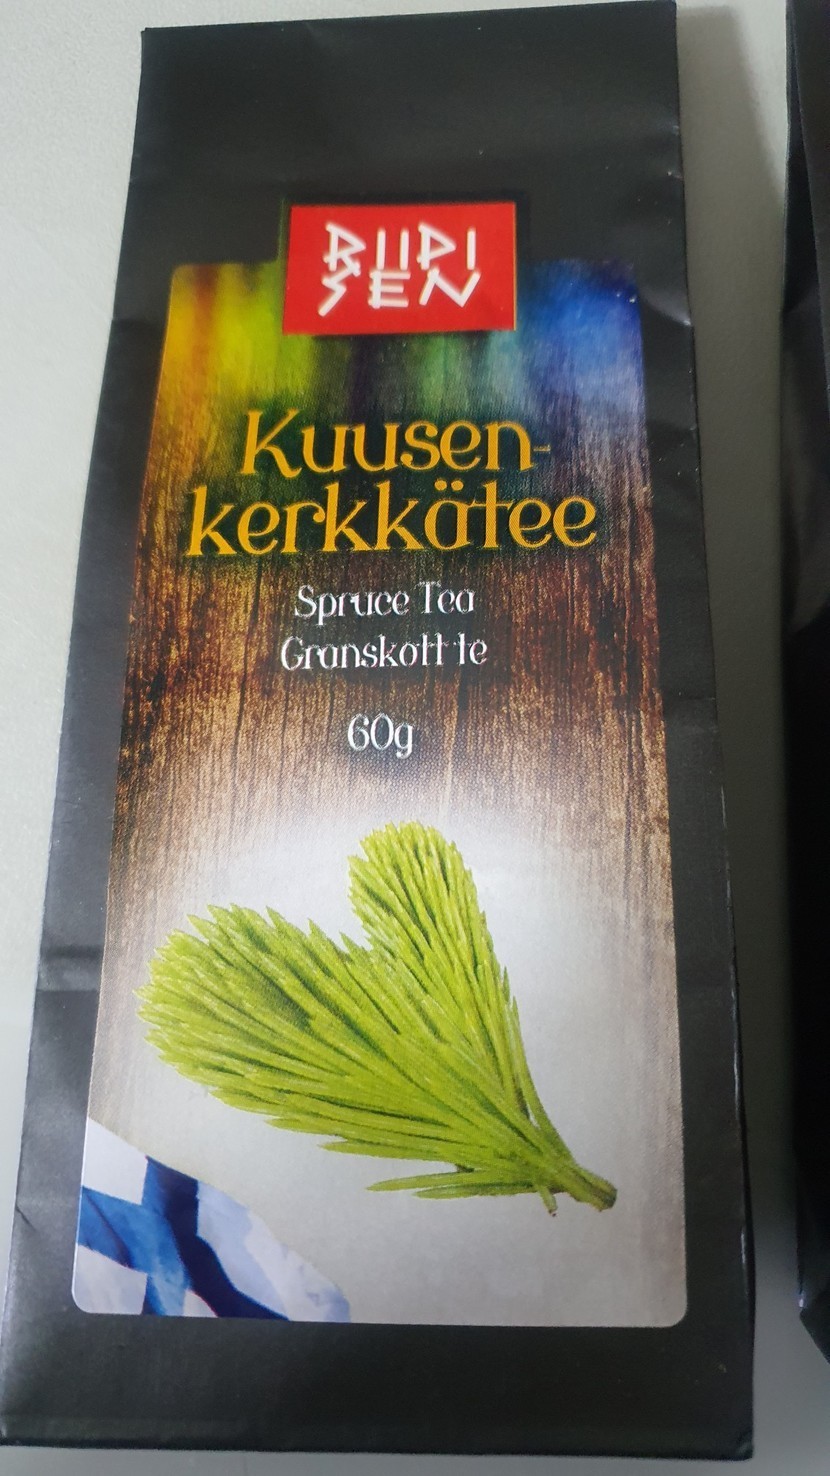 RIIPI
SEN
Kuusen-
kerkkätee
Spruce Tea
Granskott te
60g